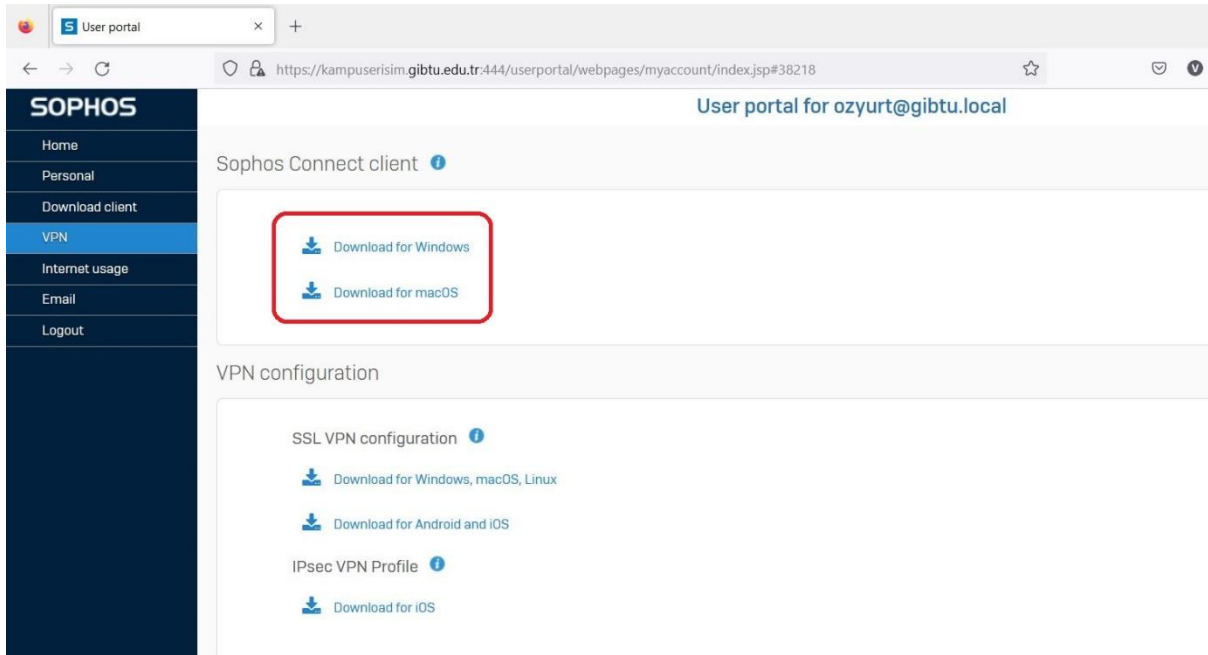 User portal
https://kampuserisim.gibtu.edu.tr:444/userportal/webpages/myaccount/index.jsp#38218
V
SOPHOS
User portal for ozyurt@gibtu.local
Home
Personal
Download client
VPN
Internet usage
Email
Logout
Sophos Connect client
Download for Windows
Download for macOS
VPN configuration
SSL VPN configuration
Download for Windows, macOS, Linux
Download for Android and iOS
IPsec VPN Profile
Download for iOS